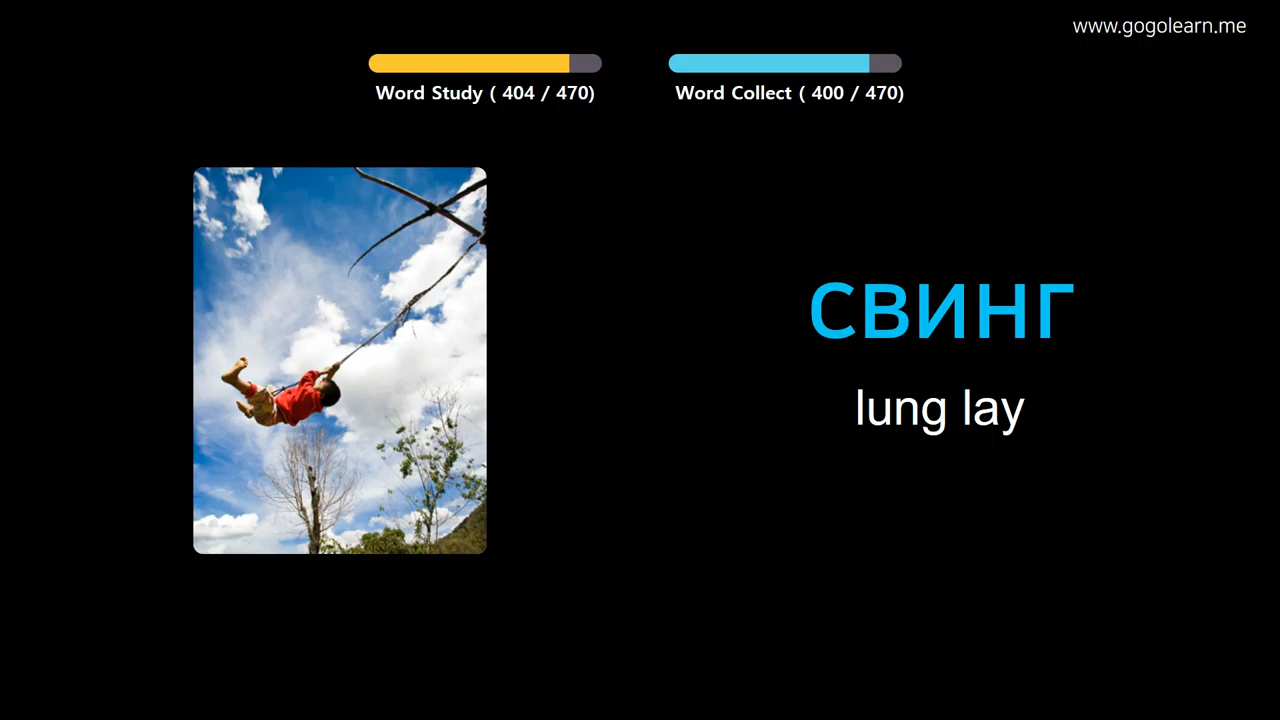 www.gogolearn.me
Word Study ( 404 / 470)
Word Collect ( 400 / 470)
свинг
lung lay